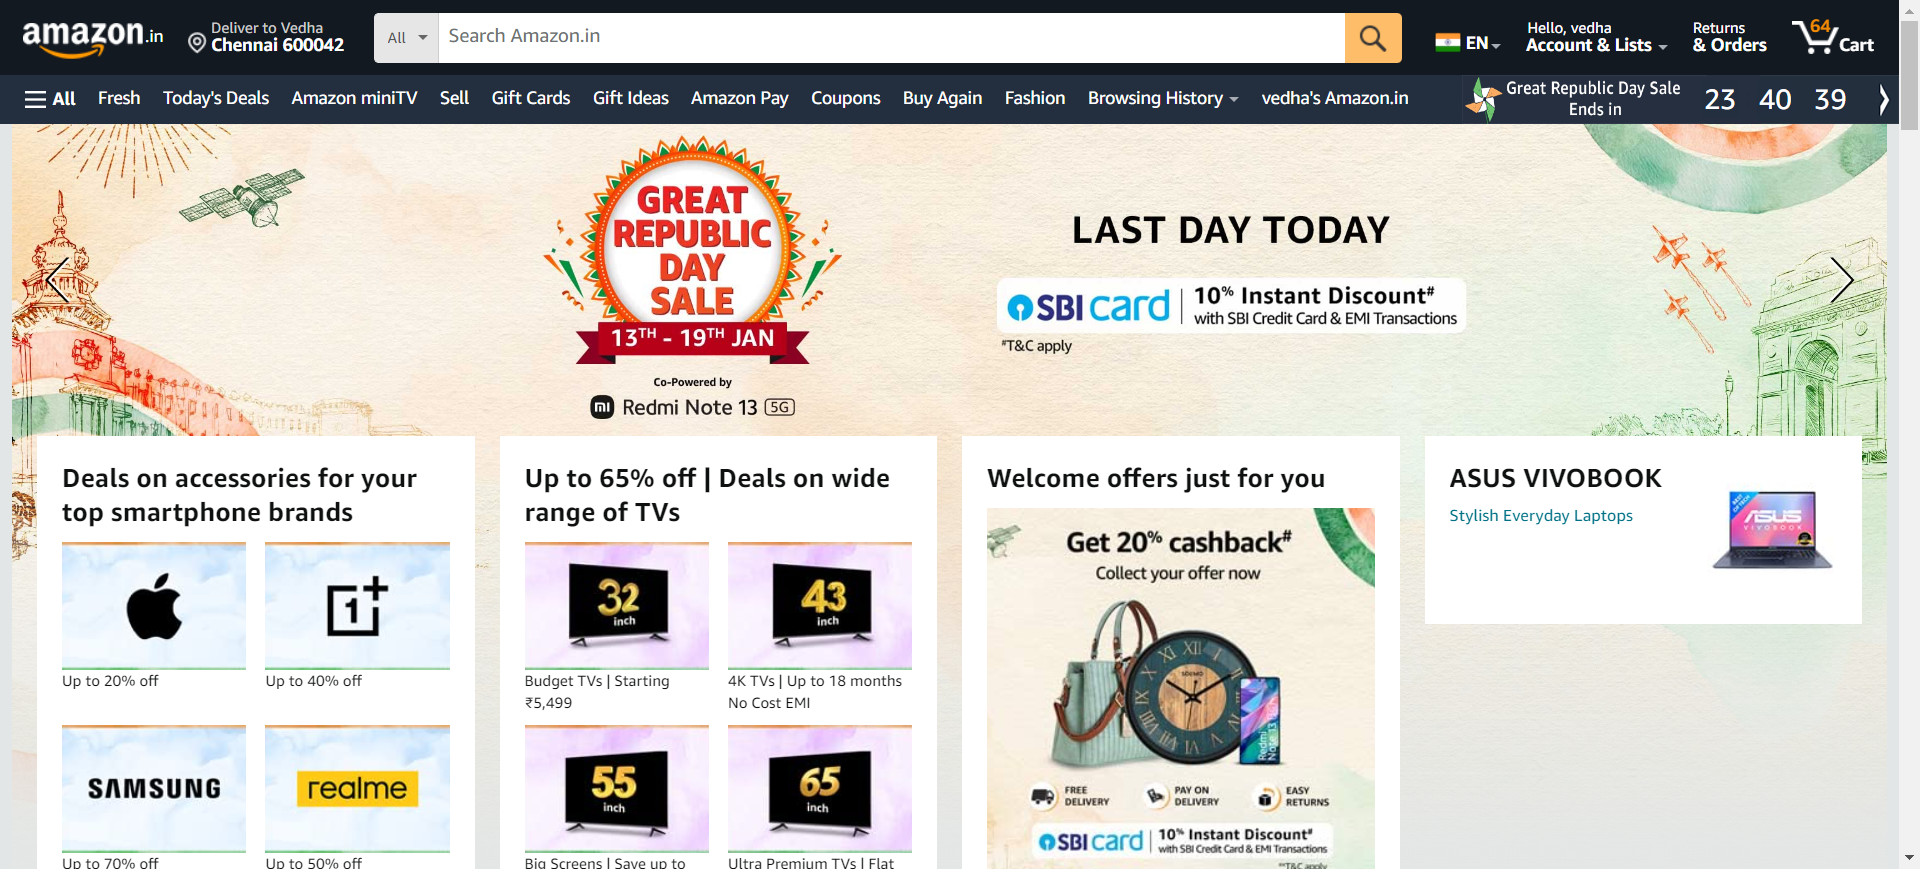 amazon.in
Deliver to Vedha
Chennai 600042
All
Search Amazon.in
EN
Hello, vedha
Account & Lists
Returns
& Orders
64
Cart
All
Fresh
Today's Deals
Amazon miniTV
Sell
Gift Cards
Gift Ideas
Amazon Pay
Coupons
Buy Again
Fashion
Browsing History
vedha's Amazon.in
Great Republic Day Sale
Ends in
23 40 39
GREAT
REPUBLIC
DAY
SALE
13TH - 19TH JAN
Co-Powered by
mi Redmi Note 13 5G
LAST DAY TODAY
SBI card
10% Instant Discount#
with SBI Credit Card & EMI Transactions
#T&C apply
Deals on accessories for your
top smartphone brands
1+
Up to 20% off
Up to 40% off
SAMSUNG
realme
Up to 70% off
Up to 50% off
Up to 65% off | Deals on wide
range of TVs
32
inch
43
inch
Budget TVs | Starting
₹5,499
4K TVs | Up to 18 months
No Cost EMI
55
inch
65
inch
Big Screens | Save up to
Ultra Premium TVs | Flat
Welcome offers just for you
Get 20% cashback#
Collect your offer now
XII
Redmi
Note 13
FREE
DELIVERY
PAY ON
DELIVERY
EASY
RETURNS
SBI card
10% Instant Discount#
with SBI Credit Card & EMI Transactions
**T&C apply
ASUS VIVOBOOK
Stylish Everyday Laptops
ASUS
VIVOBOOK